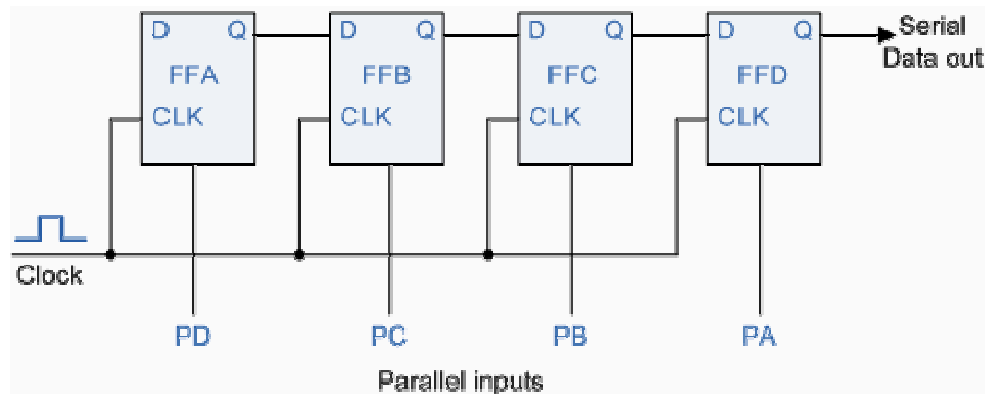 D Q D Q D Q D Q Serial
Data out
FFA FFB FFC FFD
CLK CLK CLK CLK
Clock
PD PC PB PA
Parallel inputs